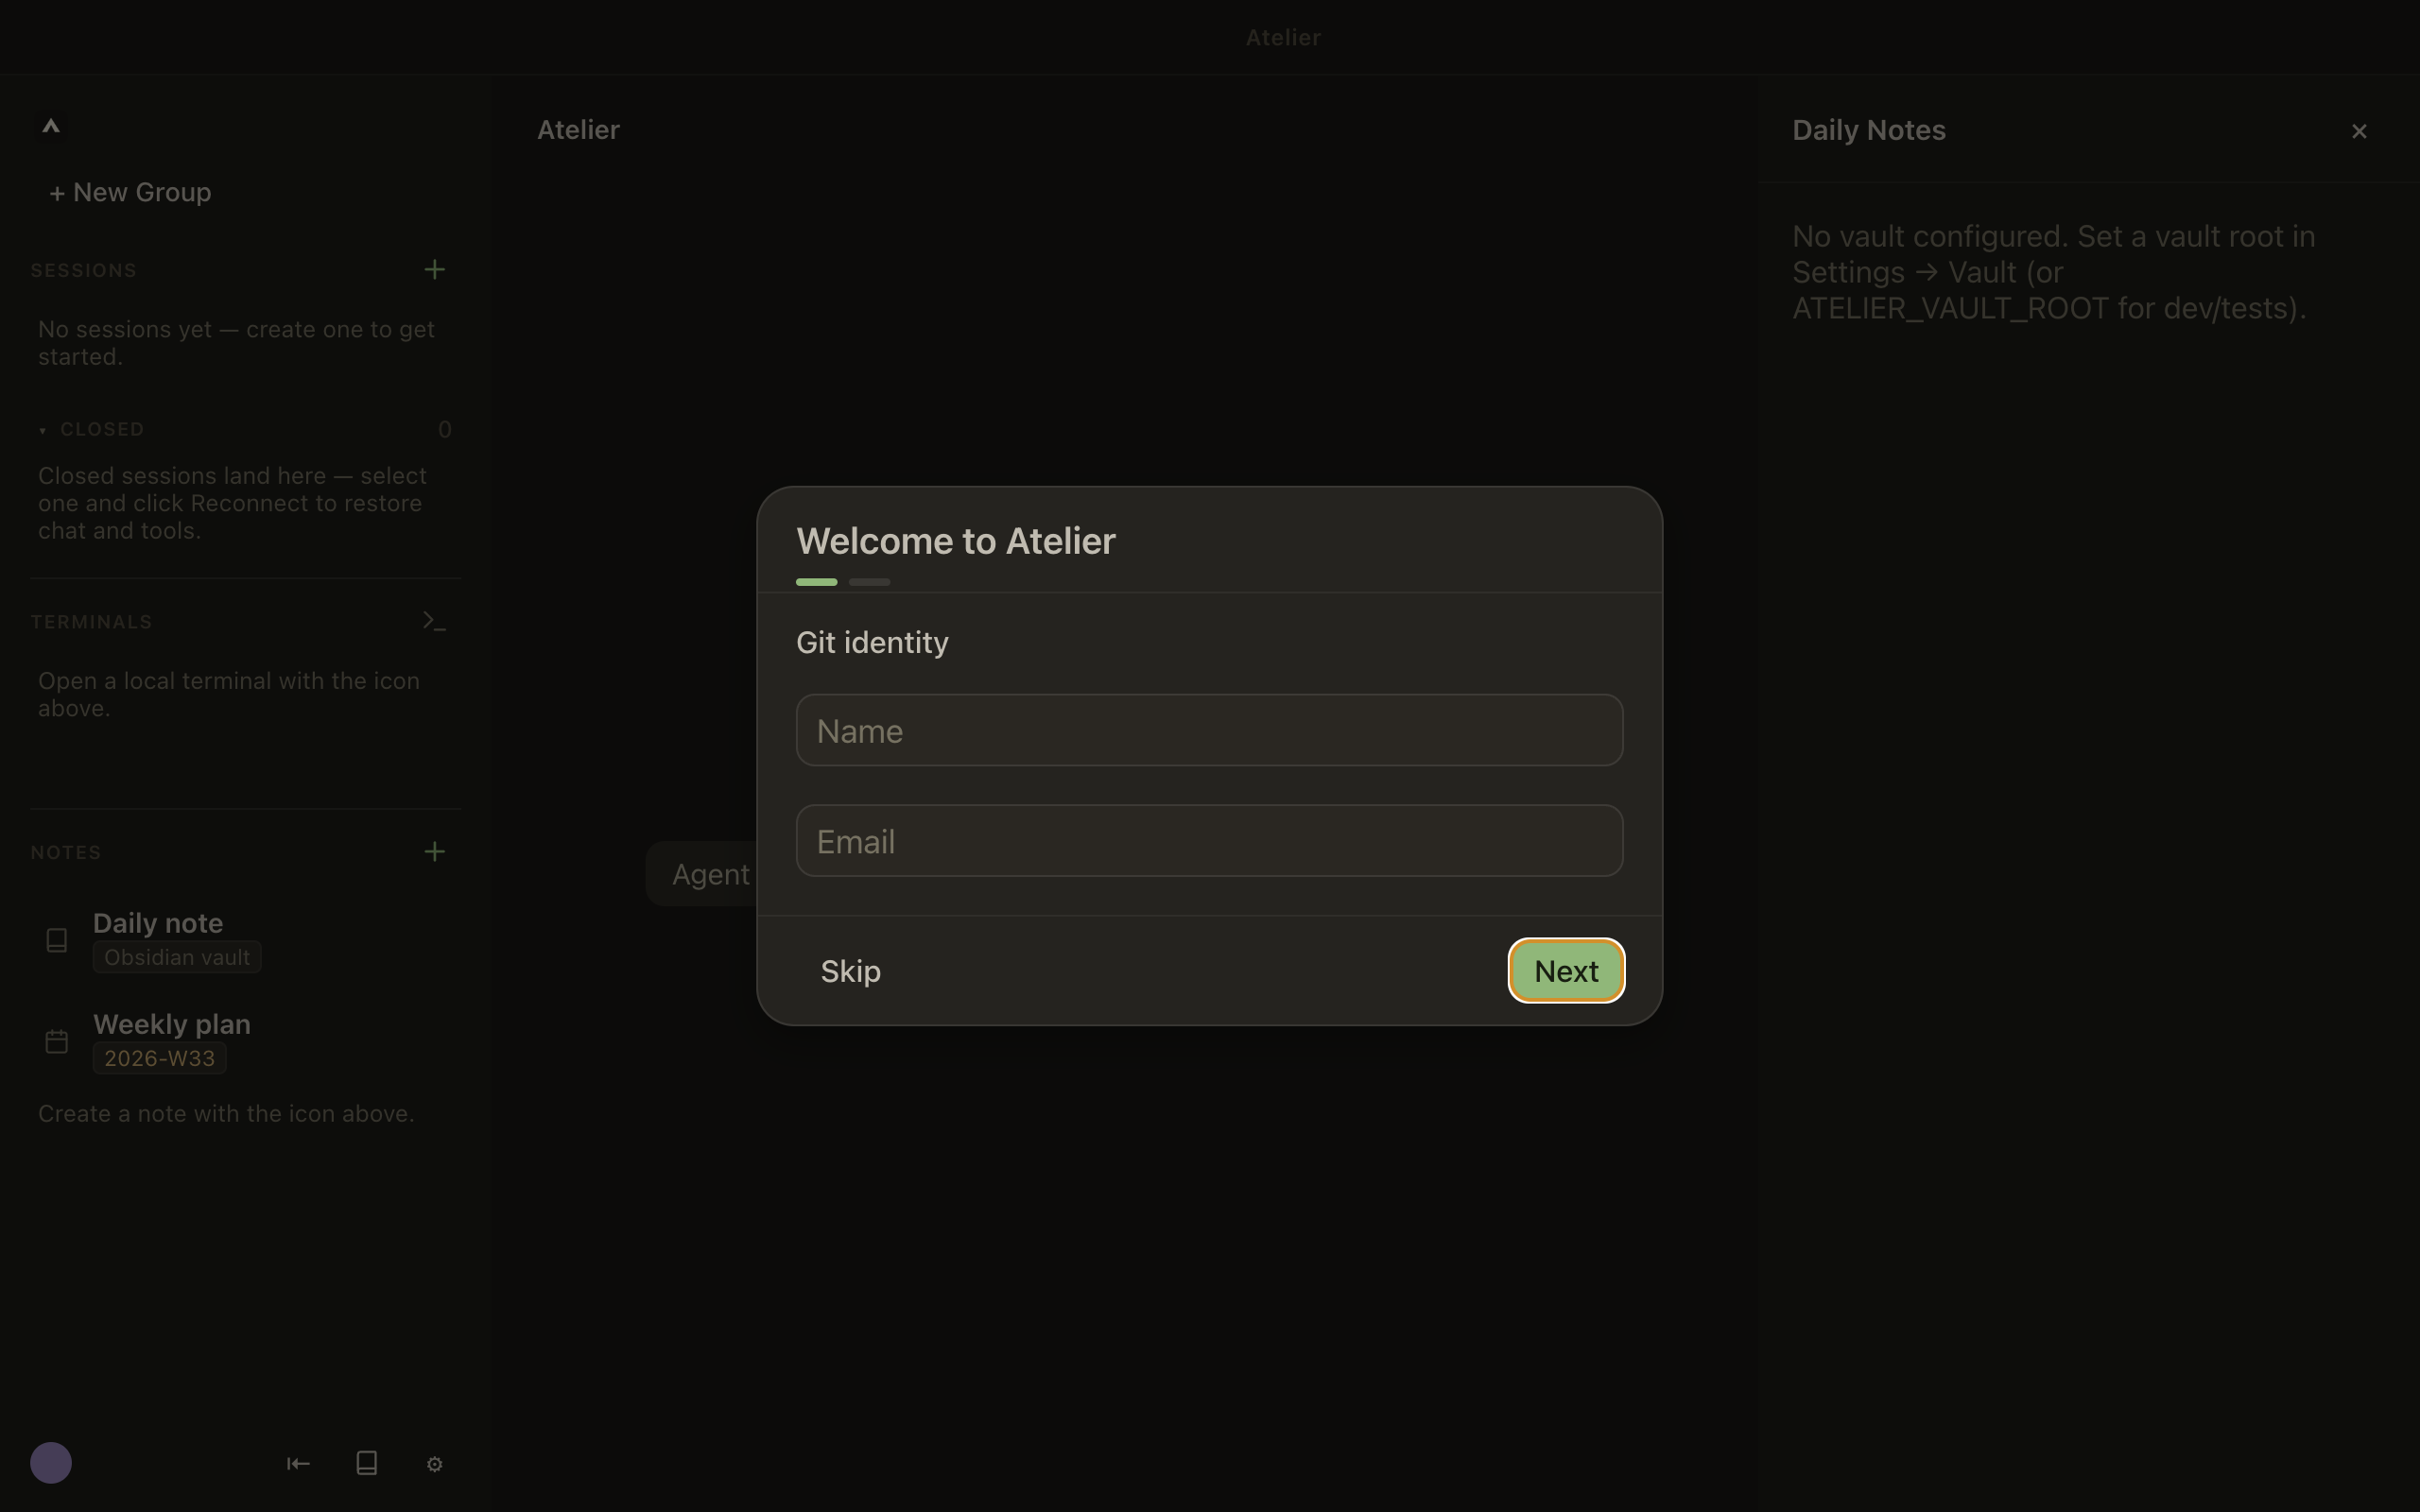 Atelier
+ New Group
SESSIONS
No sessions yet — create one to get
started.
CLOSED 0
Closed sessions land here — select
one and click Reconnect to restore
chat and tools.
TERMINALS
Open a local terminal with the icon
above.
NOTES
Daily note
Obsidian vault
Weekly plan
2026-W33
Create a note with the icon above.
Atelier
Agent
Welcome to Atelier
Git identity
Name
Email
Skip
Next
Daily Notes
No vault configured. Set a vault root in
Settings → Vault (or
ATELIER_VAULT_ROOT for dev/tests).